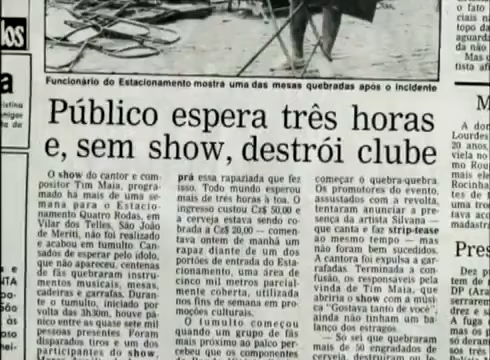 Funcionário do Estacionamento mostra uma das mesas quebradas após o incidente
Público espera três horas
e, sem show, destrói clube
O show do cantor e com-
positor Tim Maia, progra-
mado há mais de uma se-
mana para o Estaciona-
mento Quatro Rodas, em
Vilar dos Telles, São João
de Meriti, não foi realizado
e acabou em tumulto. Can-
sados de esperar pelo ídolo,
que não apareceu, centenas
de fãs quebraram instru-
mentos musicais, mesas,
cadeiras e garrafas. Duran-
te o tumulto, iniciado por
volta das 3h30m, houve pâ-
nico entre as quase seis mil
pessoas presentes. Foram
disparados tiros e um dos
participantes do show,
prá essa rapaziada que fez
isso. Todo mundo esperou
mais de três horas à toa. O
ingresso custou Cz$ 50,00 e
a cerveja estava sendo co-
brada a Cz$ 20,00 — co-
mentava ontem de manhã um
rapaz diante de um dos
portões de entrada do Esta-
cionamento, uma área de
cinco mil metros parcial-
mente coberta, utilizada
nos fins de semana em pro-
moções culturais.
O tumulto começou
quando um grupo de fãs
mais próximo ao palco per-
cebeu que os componentes
começar o quebra-quebra.
Os promotores do evento,
assustados com a revolta,
tentaram anunciar a pre-
sença da artista Silvana —
que canta e faz strip-tease
ao mesmo tempo — mas
não foram bem sucedidos.
A cantora foi expulsa a gar-
rafadas. Terminada a con-
fusão, os responsáveis pela
vinda de Tim Maia, que
abriria o show com a músi-
ca "Gostava tanto de você",
ainda não tinham um ba-
lanço dos estragos.
— Só sei que quebraram
mais de 50 engradados de
cerveja, destruíram